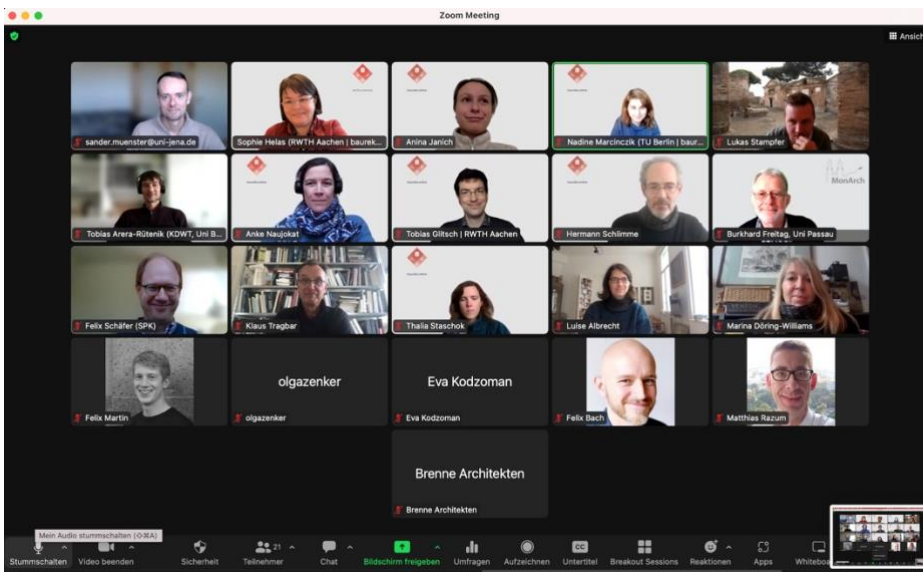 Zoom Meeting
Ansich
sander.muenster@uni-jena.de
Sophie Helas (RWTH Aachen | baurek...
Anina Janich
Nadine Marcinczik (TU Berlin | baur...
Lukas Stampfer
Tobias Arera-Rütenik (KDWT, Uni B...
Anke Naujokat
Tobias Glitsch | RWTH Aachen
Hermann Schlimme
MonArch
Burkhard Freitag, Uni Passau
Felix Schäfer (SPK)
Klaus Tragbar
Thalia Staschok
Luise Albrecht
Marina Döring-Williams
Felix Martin
olgazenker
olgazenker
Eva Kodzoman
Eva Kodzoman
Felix Bach
Matthias Razum
Brenne Architekten
Brenne Architekten
Mein Audio stummschalten (⇧⌘A)
21
Stummschalten
Video beenden
Sicherheit
Teilnehmer
Chat
Bildschirm freigeben
Umfragen
Aufzeichnen
CC
Untertitel
Breakout Sessions
Reaktionen
Apps
Whiteboa